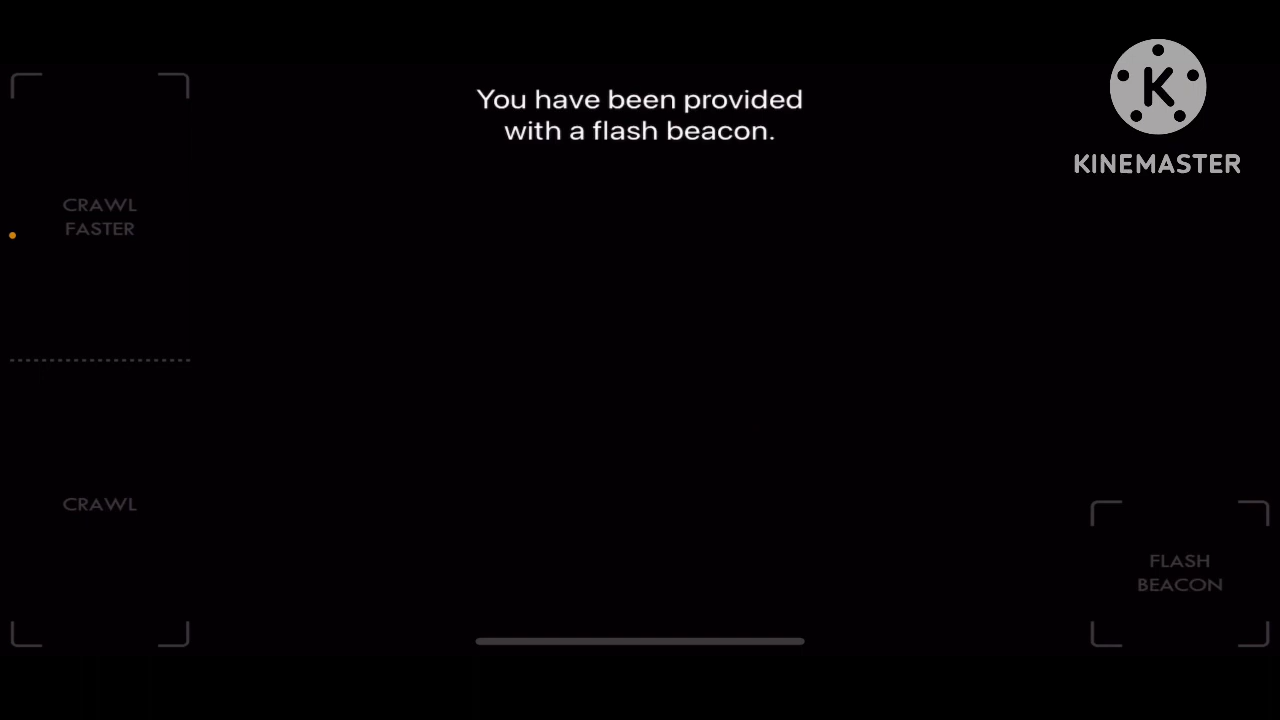 You have been provided
with a flash beacon.
K
KINEMASTER
CRAWL
FASTER
CRAWL
FLASH
BEACON